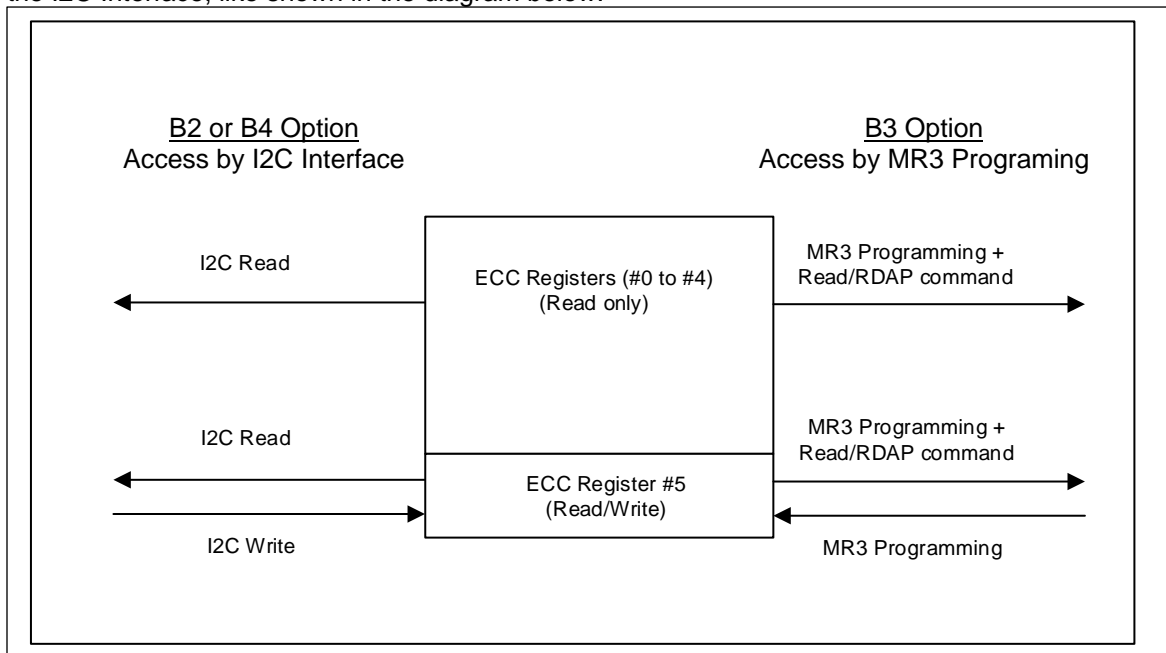 the I2C interface, like shown in the diagram below.
B2 or B4 Option
Access by I2C Interface
B3 Option
Access by MR3 Programing
I2C Read
ECC Registers (#0 to #4)
(Read only)
MR3 Programming +
Read/RDAP command
I2C Read
I2C Write
ECC Register #5
(Read/Write)
MR3 Programming +
Read/RDAP command
MR3 Programming